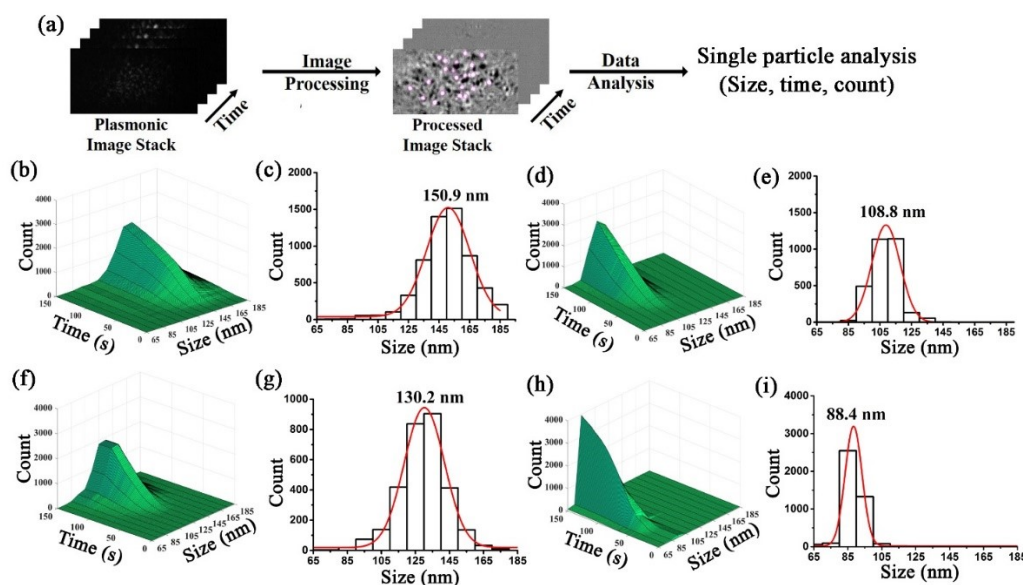 (a)
Plasmonic
Image Stack
Time
Image
Processing
Processed
Image Stack
Time
Data
Analysis
Single particle analysis
(Size, time, count)
(b)
Count
4000
3000
2000
1000
0
150
100
50
0
Time (s)
65 85 105 125 145 165 185
Size (nm)
(c)
150.9 nm
Count
2000
1500
1000
500
0
65 85 105 125 145 165 185
Size (nm)
(d)
Count
4000
3000
2000
1000
0
150
100
50
0
Time (s)
65 85 105 125 145 165 185
Size (nm)
(e)
108.8 nm
Count
2000
1500
1000
500
0
65 85 105 125 145 165 185
Size (nm)
(f)
Count
4000
3000
2000
1000
0
150
100
50
0
Time (s)
65 85 105 125 145 165 185
Size (nm)
(g)
130.2 nm
Count
1000
800
600
400
200
0
65 85 105 125 145 165 185
Size (nm)
(h)
Count
4000
3000
2000
1000
0
150
100
50
0
Time (s)
65 85 105 125 145 165 185
Size (nm)
(i)
88.4 nm
Count
4000
3000
2000
1000
0
65 85 105 125 145 165 185
Size (nm)